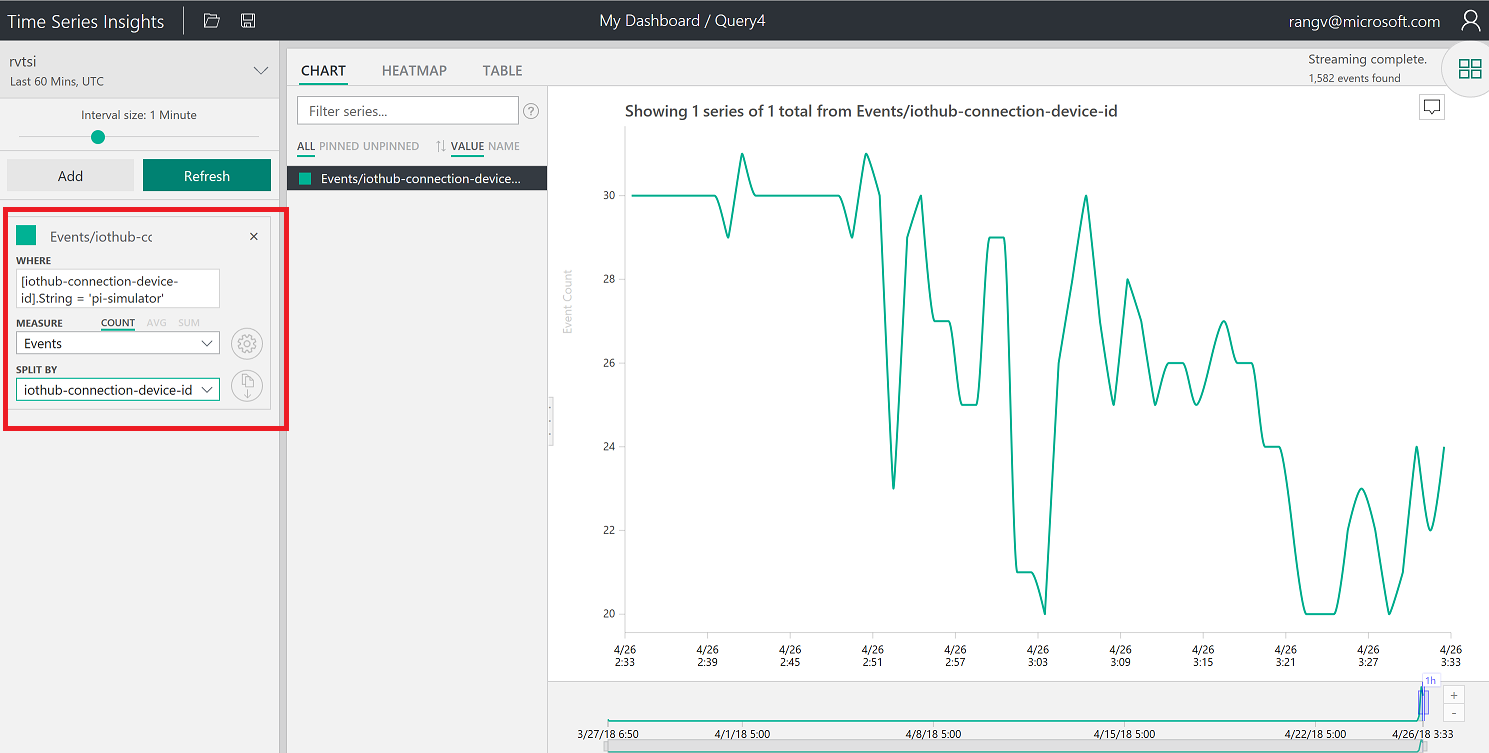 Time Series Insights
My Dashboard / Query4
rangv@microsoft.com
rvtsi
Last 60 Mins, UTC
Interval size: 1 Minute
Add
Refresh
Events/iothub-cc
×
WHERE
[iothub-connection-device-
id].String = 'pi-simulator'
MEASURE COUNT AVG SUM
Events
SPLIT BY
iothub-connection-device-id
CHART HEATMAP TABLE
Filter series...
?
ALL PINNED UNPINNED VALUE NAME
Events/iothub-connection-device...
Streaming complete.
1,582 events found
Showing 1 series of 1 total from Events/iothub-connection-device-id
Event Count
30
28
26
24
22
20
4/26 4/26 4/26 4/26 4/26 4/26 4/26 4/26 4/26 4/26 4/26
2:33 2:39 2:45 2:51 2:57 3:03 3:09 3:15 3:21 3:27 3:33
1h
+
-
3/27/18 6:50 4/1/18 5:00 4/8/18 5:00 4/15/18 5:00 4/22/18 5:00 4/26/18 3:33